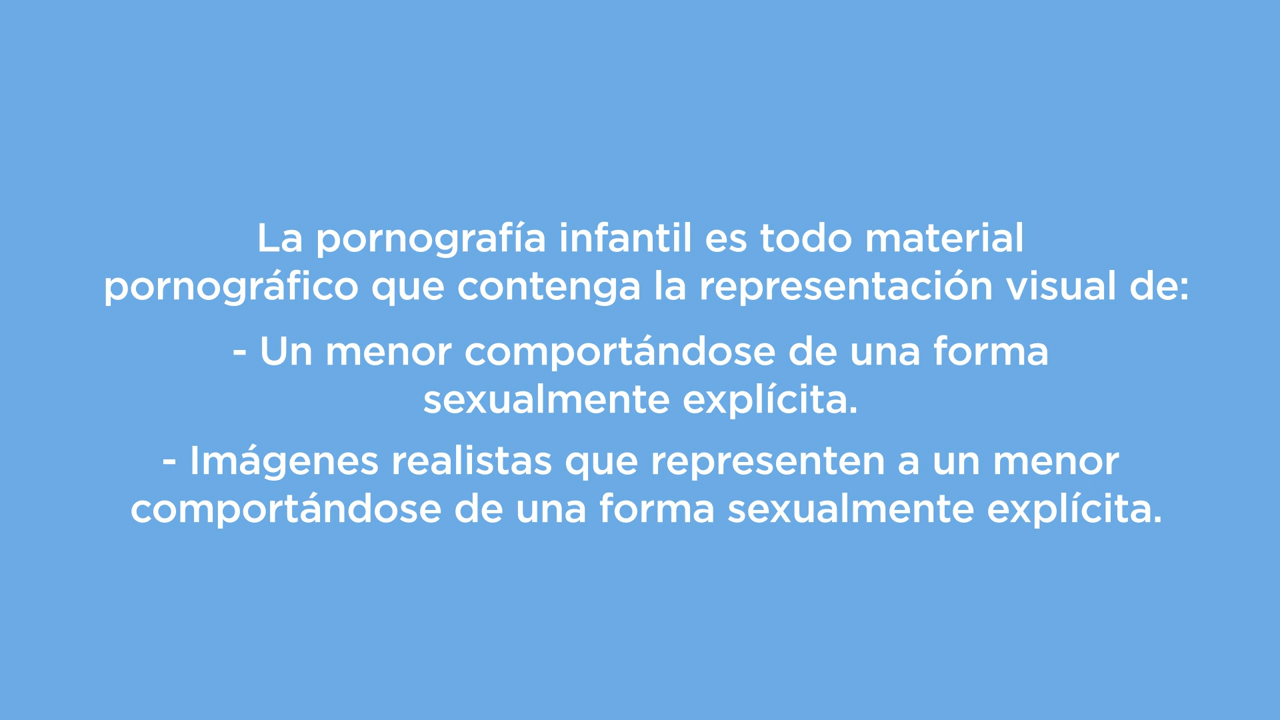 La pornografía infantil es todo material
pornográfico que contenga la representación visual de:
- Un menor comportándose de una forma
sexualmente explícita.
- Imágenes realistas que representen a un menor
comportándose de una forma sexualmente explícita.